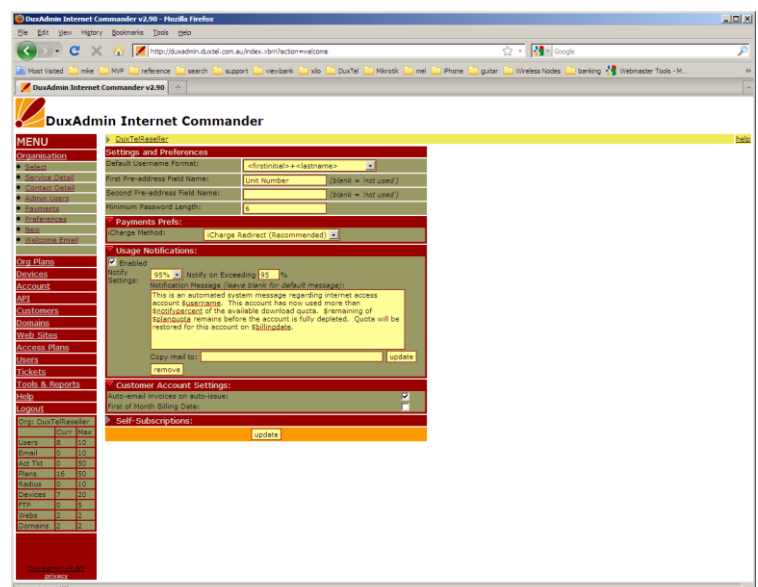 DuxAdmin Internet Commander v2.90 - Mozilla Firefox
File Edit View History Bookmarks Tools Help
http://duxadmin.duxtel.com.au/index.vbrn?action=welcome
Google
Most Visited mike MVP reference search support viewbank xilo DuxTel Mikrotik mel iPhone guitar Wireless Nodes banking Webmaster Tools - M...
DuxAdmin Internet Commander v2.90
DuxAdmin Internet Commander
MENU
Organisation
Select
Service Detail
Contact Detail
Admin Users
Payments
Preferences
New
Welcome Email
Org Plans
Devices
Account
API
Customers
Domains
Web Sites
Access Plans
Users
Tickets
Tools & Reports
Help
Logout
Org: DuxTelReseller
Curr Max
Users 8 10
Email 0 10
Act Tkt 0 50
Plans 16 50
Radius 0 10
Devices 7 20
FTP 0 5
Webs 2 2
Domains 2 2
DuxAdmin v2.90
privacy
DuxTelReseller help
Settings and Preferences
Default Username Format: <firstinitial>+<lastname>
First Pre-address Field Name: Unit Number (blank = 'not used')
Second Pre-address Field Name: (blank = 'not used')
Minimum Password Length: 6
Payments Prefs:
iCharge Method: iCharge Redirect (Recommended)
Usage Notifications:
Enabled
Notify Settings: 95% Notify on Exceeding 95 %
Notification Message (leave blank for default message):
This is an automated system message regarding internet access
account $username. This account has now used more than
$notifypercent of the available download quota. $remaining of
$planquota remains before the account is fully depleted. Quota will be
restored for this account on $billingdate.
Copy mail to: update
remove
Customer Account Settings:
Auto-email invoices on auto-issue:
First of Month Billing Date:
Self-Subscriptions:
update